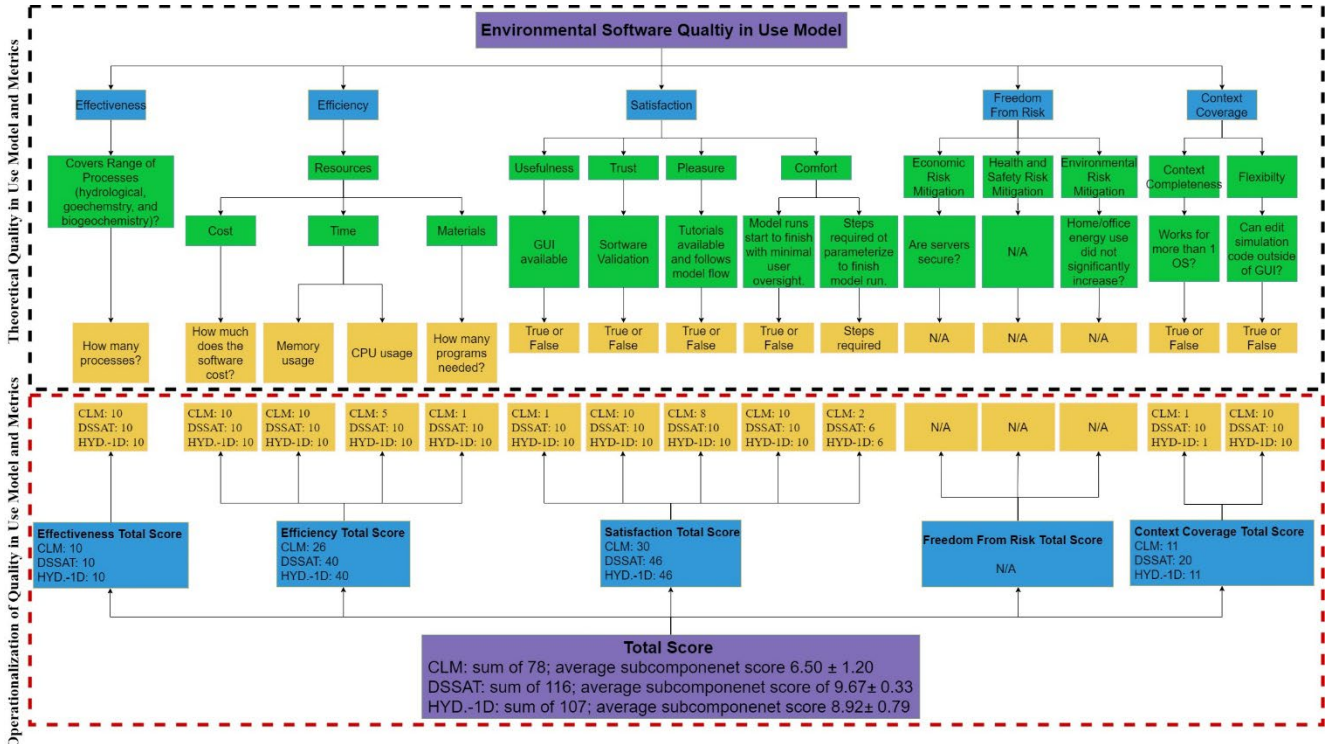 Theoretical Quality in Use Model and Metrics
Environmental Software Qualtiy in Use Model
Effectiveness
Efficiency
Satisfaction
Freedom
From Risk
Context
Coverage
Covers Range of
Processes
(hydrological,
goechemstry, and
biogeochemistry)?
Resources
Usefulness
Trust
Pleasure
Comfort
Economic
Risk
Mitigation
Health and
Safety Risk
Mitigation
Environmental
Risk
Mitigation
Context
Completeness
Flexibilty
Cost
Time
Materials
GUI
available
Sortware
Validation
Tutorials
available
and follows
model flow
Model runs
start to finish
with minimal
user
oversight.
Steps
required ot
parameterize
to finish
model run.
Are servers
secure?
N/A
Home/office
energy use
did not
significantly
increase?
Works for
more than 1
OS?
Can edit
simulation
code outside
of GUI?
How many
processes?
How much
does the
software
cost?
Memory
usage
CPU usage
How many
programs
needed?
True or
False
True or
False
True or
False
True or
False
Steps
required
N/A
N/A
N/A
True or
False
True or
False
Operationalization of Quality in Use Model and Metrics
CLM: 10
DSSAT: 10
HYD.-1D: 10
CLM: 10
DSSAT: 10
HYD.-1D: 10
CLM: 10
DSSAT: 10
HYD-1D: 10
CLM: 5
DSSAT: 10
HYD-1D: 10
CLM: 1
DSSAT: 10
HYD-1D: 10
CLM: 1
DSSAT: 10
HYD-1D: 10
CLM: 10
DSSAT: 10
HYD-1D: 10
CLM: 8
DSSAT: 10
HYD-1D: 10
CLM: 10
DSSAT: 10
HYD-1D: 10
CLM: 2
DSSAT: 6
HYD-1D: 6
N/A
N/A
N/A
CLM: 1
DSSAT: 10
HYD-1D: 1
CLM: 10
DSSAT: 10
HYD-1D: 10
Effectiveness Total Score
CLM: 10
DSSAT: 10
HYD.-1D: 10
Efficiency Total Score
CLM: 26
DSSAT: 40
HYD.-1D: 40
Satisfaction Total Score
CLM: 30
DSSAT: 46
HYD.-1D: 46
Freedom From Risk Total Score
N/A
Context Coverage Total Score
CLM: 11
DSSAT: 20
HYD.-1D: 11
Total Score
CLM: sum of 78; average subcomponenet score 6.50 ± 1.20
DSSAT: sum of 116; average subcomponenet score of 9.67± 0.33
HYD.-1D: sum of 107; average subcomponenet score 8.92± 0.79